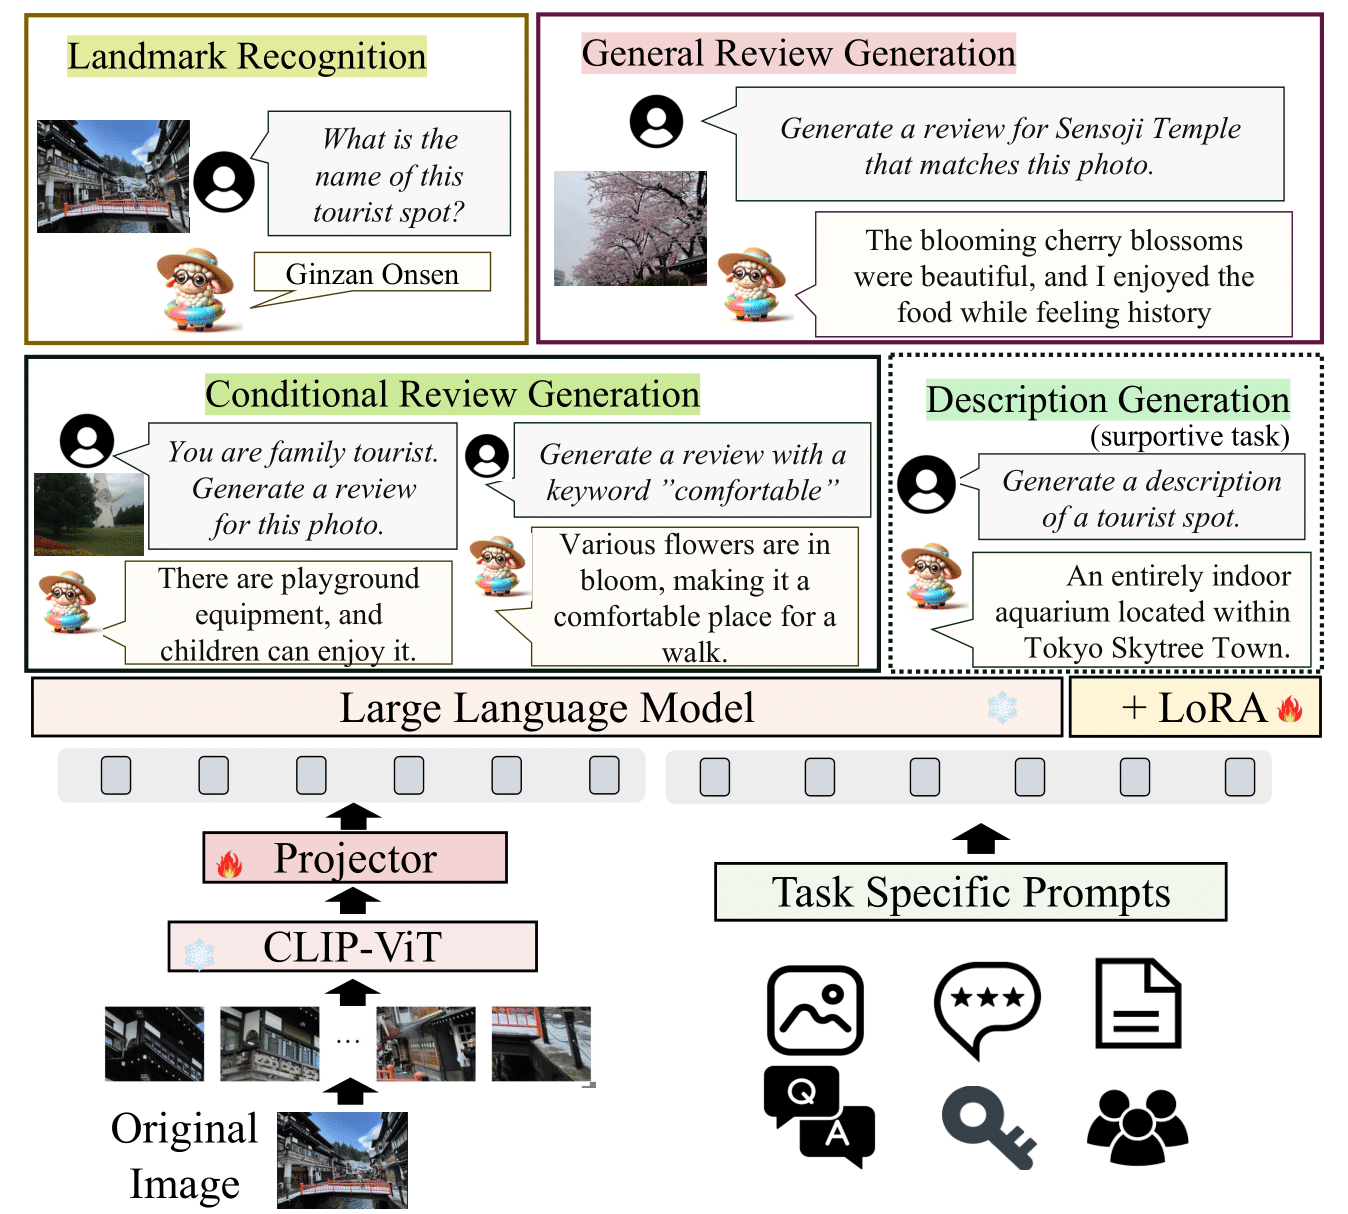 Landmark Recognition
What is the
name of this
tourist spot?
Ginzan Onsen
General Review Generation
Generate a review for Sensoji Temple
that matches this photo.
The blooming cherry blossoms
were beautiful, and I enjoyed the
food while feeling history
Conditional Review Generation
You are family tourist.
Generate a review
for this photo.
There are playground
equipment, and
children can enjoy it.
Generate a review with a
keyword ”comfortable”
Various flowers are in
bloom, making it a
comfortable place for a
walk.
Description Generation
(surportive task)
Generate a description
of a tourist spot.
An entirely indoor
aquarium located within
Tokyo Skytree Town.
Large Language Model
+ LoRA
Projector
CLIP-ViT
...
Original
Image
Task Specific Prompts
Q
A